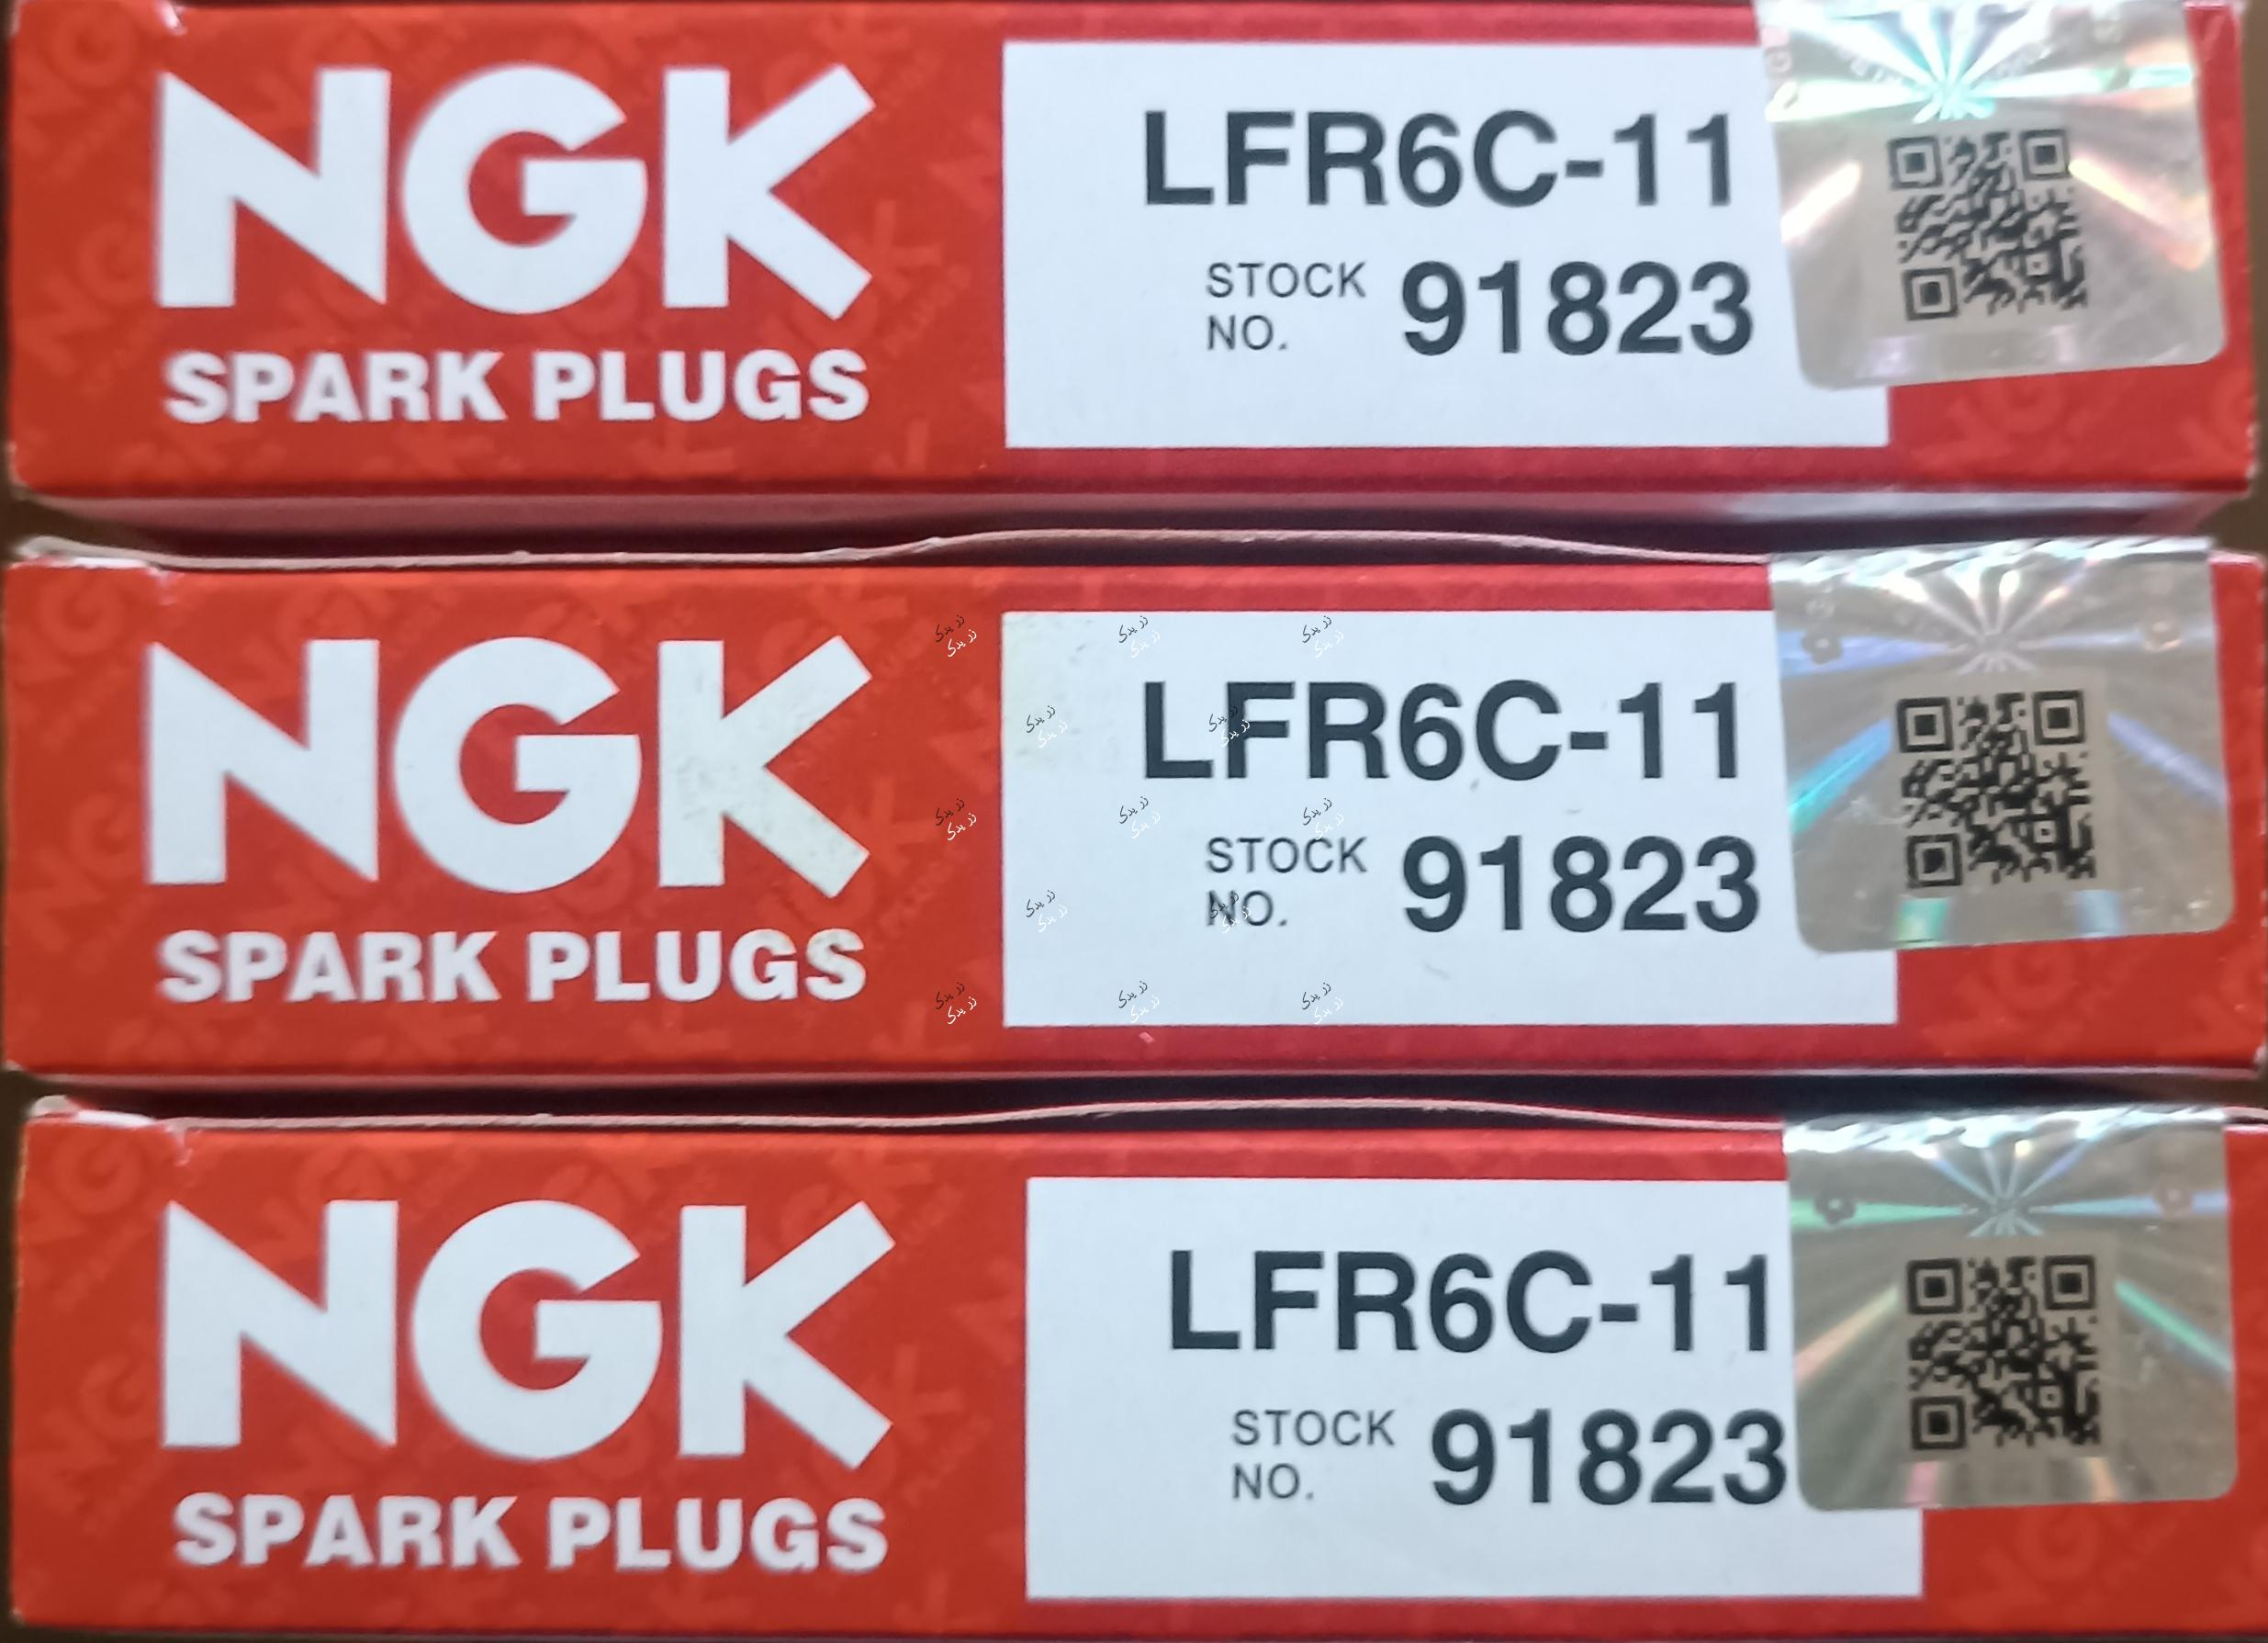 NGK
SPARK PLUGS
LFR6C-11
STOCK
NO. 91823
NGK
SPARK PLUGS
LFR6C-11
STOCK
NO. 91823
NGK
SPARK PLUGS
LFR6C-11
STOCK
NO. 91823